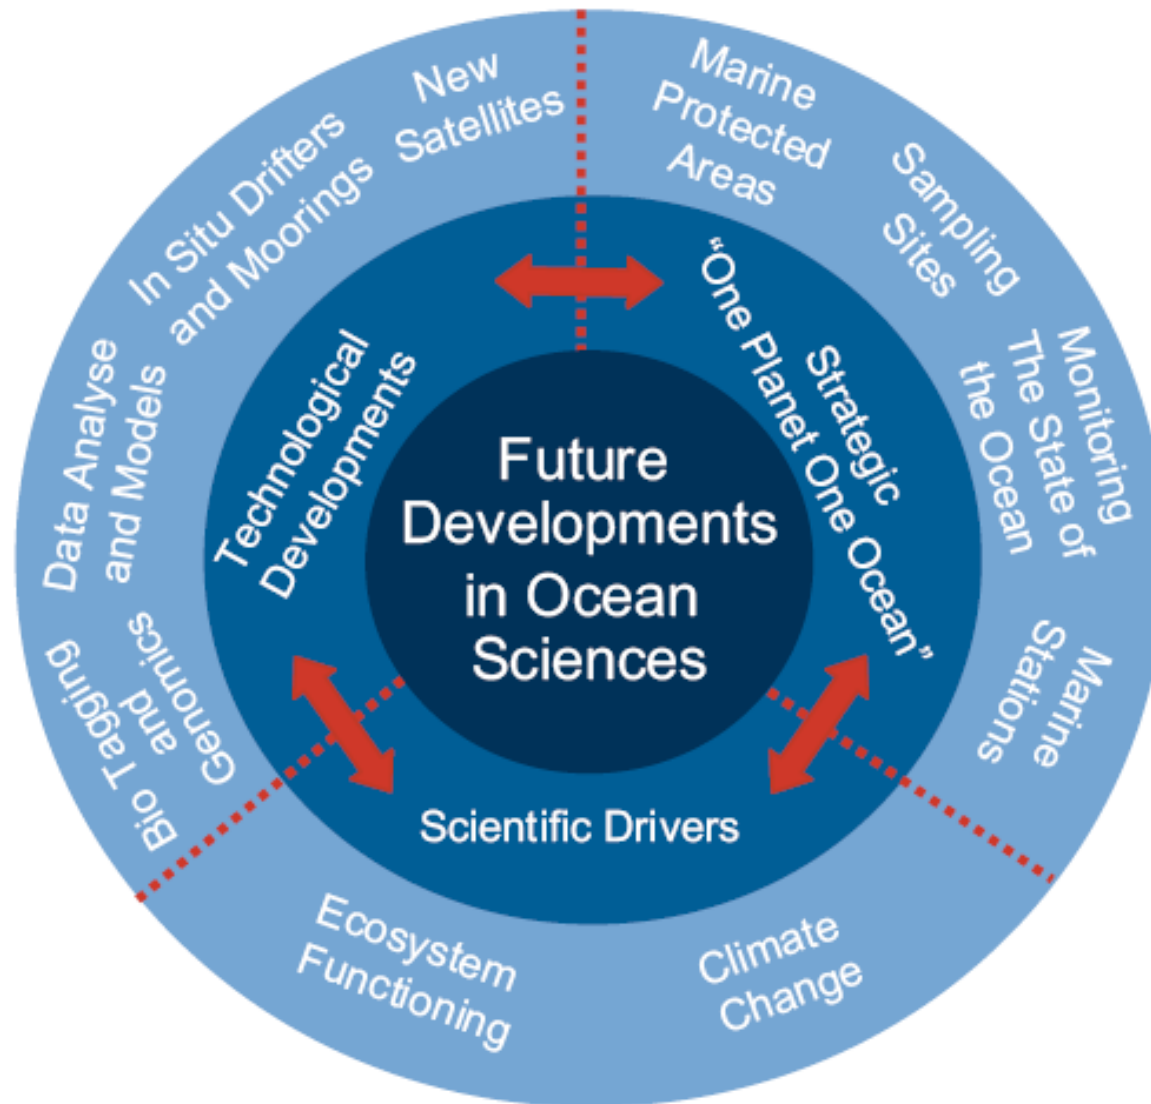 New
Satellites
In Situ Drifters
and Moorings
Data Analyse
and Models
Bio Tagging
and
Genomics
Marine
Protected
Areas
Sampling
Sites
Monitoring
The State of
the Ocean
Marine
Stations
Technological
Developments
Strategic
“One Planet One Ocean”
Future
Developments
in Ocean
Sciences
Scientific Drivers
Ecosystem
Functioning
Climate
Change